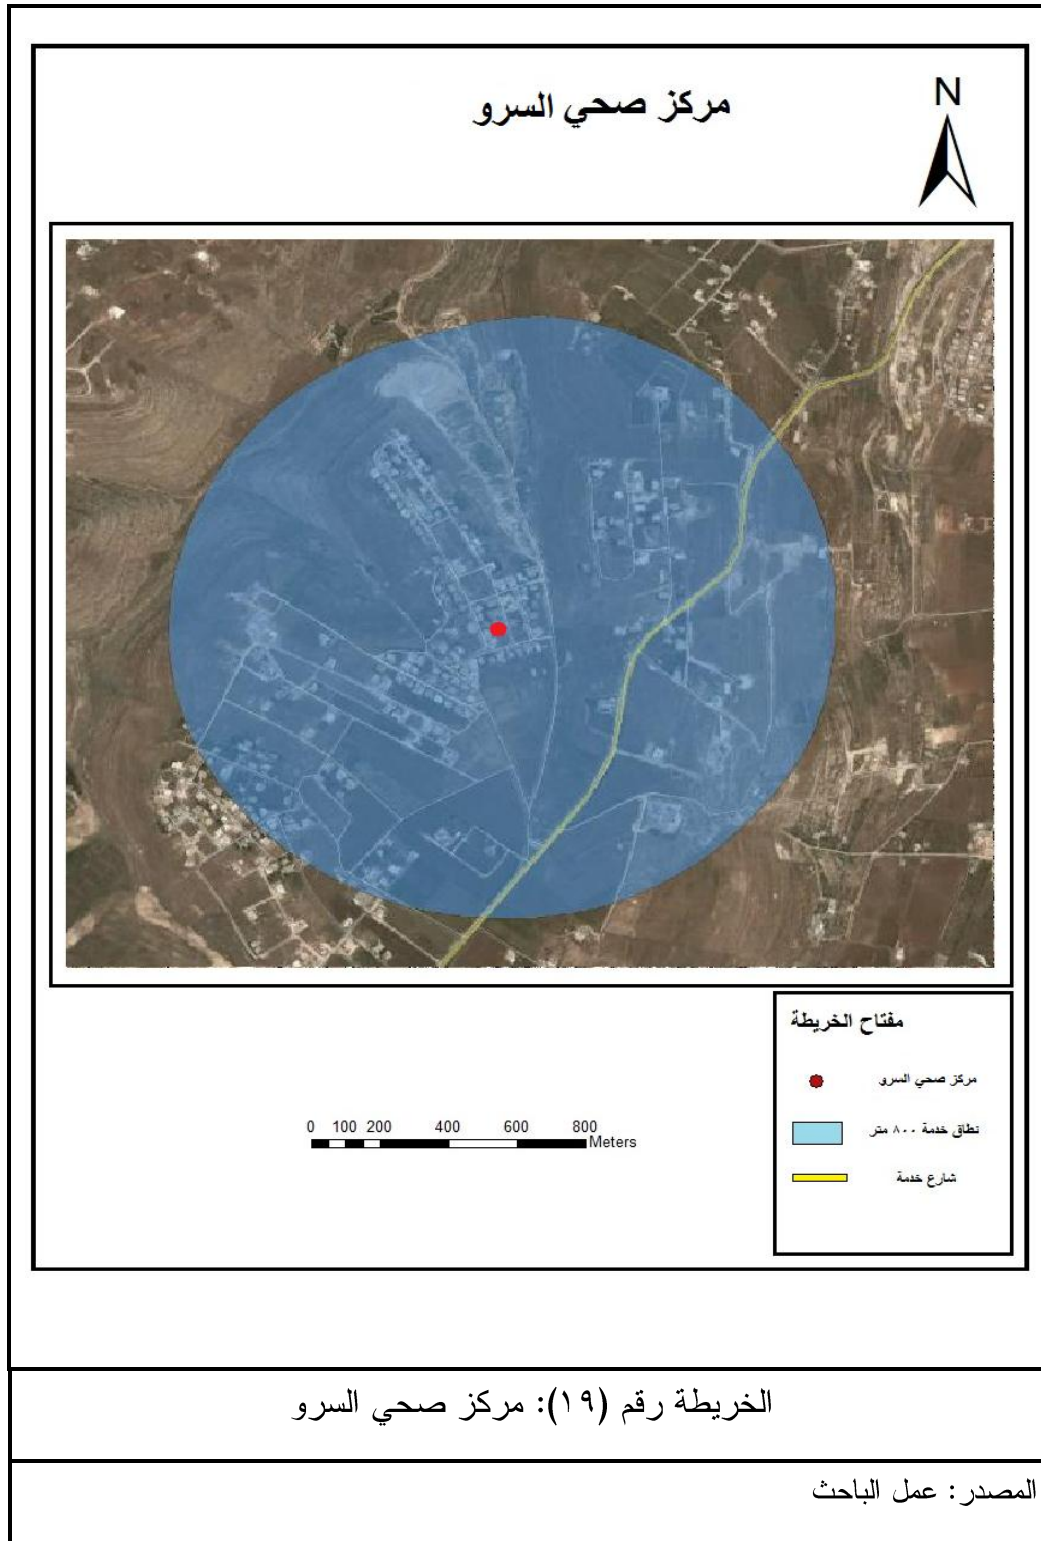 مركز صحي السرو
N
0 100 200 400 600 800
Meters
مفتاح الخريطة
مركز صحي السرو
نطاق خدمة ٨٠٠ متر
شارع خدمة
الخريطة رقم (١٩): مركز صحي السرو
المصدر: عمل الباحث